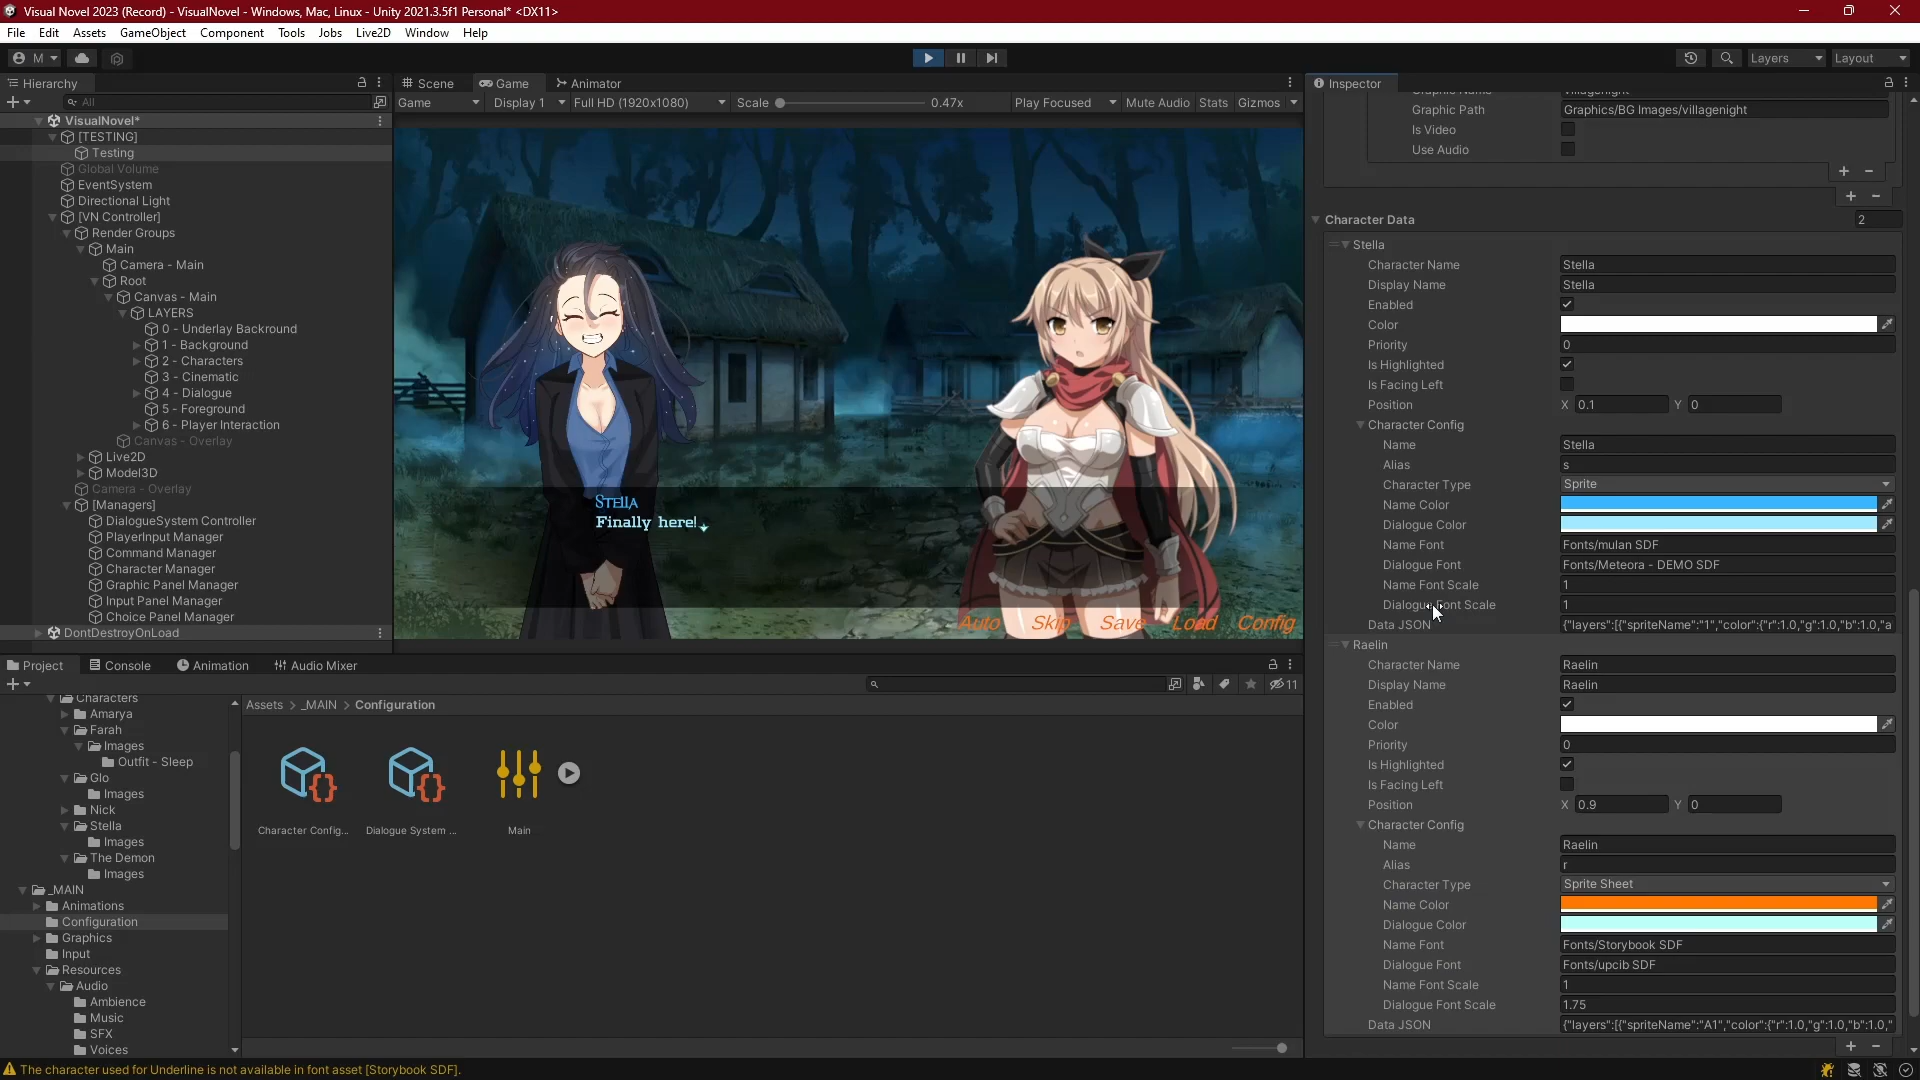 Visual Novel 2023 (Record) - VisualNovel - Windows, Mac, Linux - Unity 2021.3.5f1 Personal* <DX11>
File Edit Assets GameObject Component Tools Jobs Live2D Window Help
M Layers Layout
Hierarchy
All
VisualNovel*
[TESTING]
Testing
Global Volume
EventSystem
Directional Light
[VN Controller]
Render Groups
Main
Camera - Main
Root
Canvas - Main
LAYERS
0 - Underlay Backround
1 - Background
2 - Characters
3 - Cinematic
4 - Dialogue
5 - Foreground
6 - Player Interaction
Canvas - Overlay
Live2D
Model3D
Camera - Overlay
[Managers]
DialogueSystem Controller
PlayerInput Manager
Command Manager
Character Manager
Graphic Panel Manager
Input Panel Manager
Choice Panel Manager
DontDestroyOnLoad
Scene Game Animator
Game Display 1 Full HD (1920x1080) Scale 0.47x Play Focused Mute Audio Stats Gizmos
Stella
Finally here!
Auto Skip Save Load Config
Project Console Animation Audio Mixer
11
Characters
Amarya
Farah
Images
Outfit - Sleep
Glo
Images
Nick
Stella
Images
The Demon
Images
_MAIN
Animations
Configuration
Graphics
Input
Resources
Audio
Ambience
Music
SFX
Voices
Assets > _MAIN > Configuration
Character Config...
Dialogue System ...
Main
Inspector
Graphic Name villagenight
Graphic Path Graphics/BG Images/villagenight
Is Video
Use Audio
Character Data 2
Stella
Character Name Stella
Display Name Stella
Enabled
Color
Priority 0
Is Highlighted
Is Facing Left
Position X 0.1 Y 0
Character Config
Name Stella
Alias s
Character Type Sprite
Name Color
Dialogue Color
Name Font Fonts/mulan SDF
Dialogue Font Fonts/Meteora - DEMO SDF
Name Font Scale 1
Dialogue Font Scale 1
Data JSON {"layers":[{"spriteName":"1","color":{"r":1.0,"g":1.0,"b":1.0,"a
Raelin
Character Name Raelin
Display Name Raelin
Enabled
Color
Priority 0
Is Highlighted
Is Facing Left
Position X 0.9 Y 0
Character Config
Name Raelin
Alias r
Character Type Sprite Sheet
Name Color
Dialogue Color
Name Font Fonts/Storybook SDF
Dialogue Font Fonts/upcib SDF
Name Font Scale 1
Dialogue Font Scale 1.75
Data JSON {"layers":[{"spriteName":"A1","color":{"r":1.0,"g":1.0,"b":1.0,"
The character used for Underline is not available in font asset [Storybook SDF].